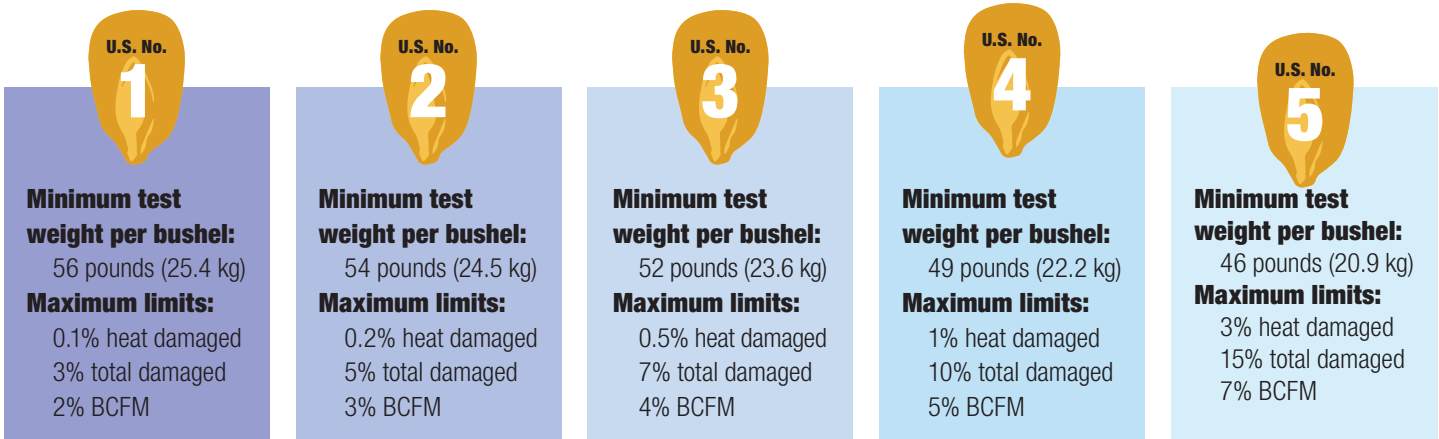 U.S. No.
1
Minimum test
weight per bushel:
56 pounds (25.4 kg)
Maximum limits:
0.1% heat damaged
3% total damaged
2% BCFM
U.S. No.
2
Minimum test
weight per bushel:
54 pounds (24.5 kg)
Maximum limits:
0.2% heat damaged
5% total damaged
3% BCFM
U.S. No.
3
Minimum test
weight per bushel:
52 pounds (23.6 kg)
Maximum limits:
0.5% heat damaged
7% total damaged
4% BCFM
U.S. No.
4
Minimum test
weight per bushel:
49 pounds (22.2 kg)
Maximum limits:
1% heat damaged
10% total damaged
5% BCFM
U.S. No.
5
Minimum test
weight per bushel:
46 pounds (20.9 kg)
Maximum limits:
3% heat damaged
15% total damaged
7% BCFM